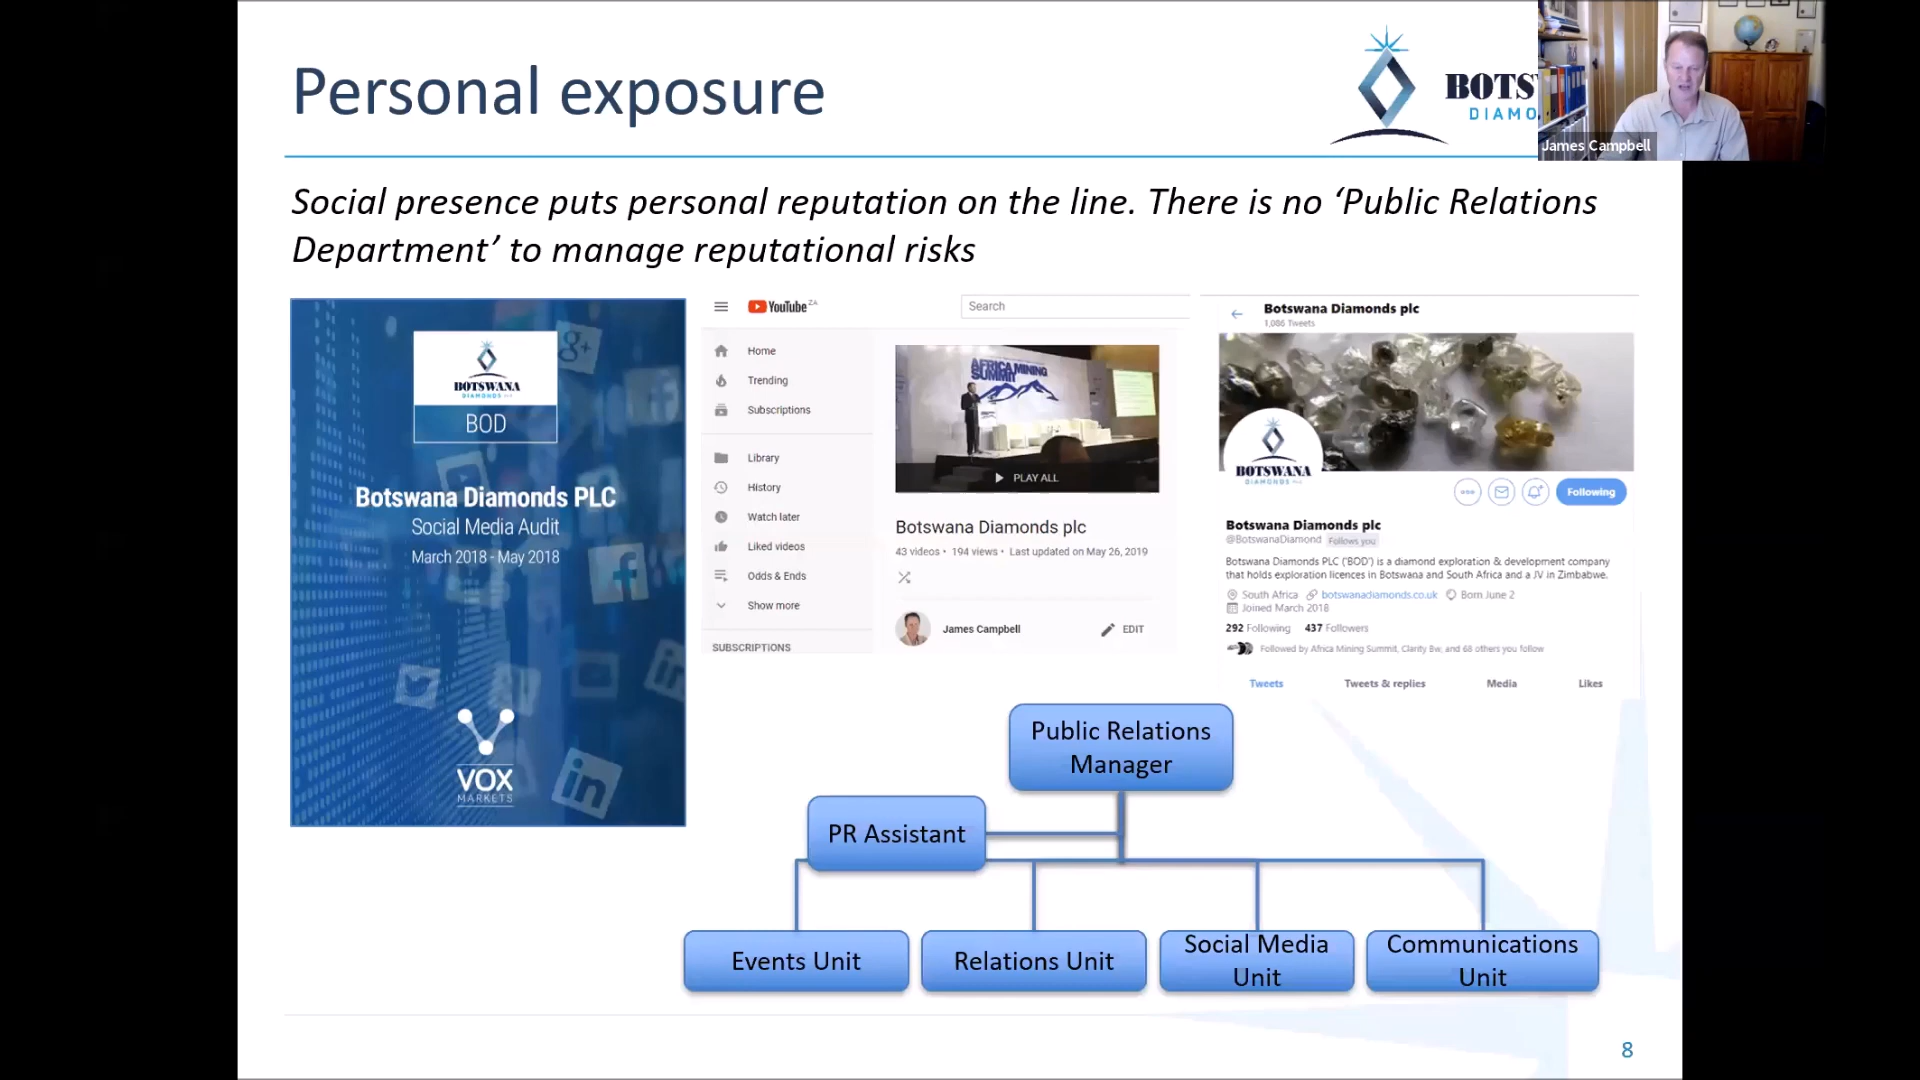 Personal exposure
BOTS
DIAMO
James Campbell
Social presence puts personal reputation on the line. There is no ‘Public Relations
Department’ to manage reputational risks
BOTSWANA
DIAMONDS PLC
BOD
Botswana Diamonds PLC
Social Media Audit
March 2018 - May 2018
VOX
MARKETS
YouTube ZA
Search
Home
Trending
Subscriptions
Library
History
Watch later
Liked videos
Odds & Ends
Show more
SUBSCRIPTIONS
AFRICA MINING
SUMMIT
PLAY ALL
Botswana Diamonds plc
43 videos • 194 views • Last updated on May 26, 2019
James Campbell
EDIT
Botswana Diamonds plc
1,086 Tweets
BOTSWANA
DIAMONDS PLC
Following
Botswana Diamonds plc
@BotswanaDiamond Follows you
Botswana Diamonds PLC ('BOD') is a diamond exploration & development company
that holds exploration licences in Botswana and South Africa and a JV in Zimbabwe.
South Africa botswanadiamonds.co.uk Born June 2
Joined March 2018
292 Following 437 Followers
Followed by Africa Mining Summit, Clarity Bw, and 68 others you follow
Tweets Tweets & replies Media Likes
Public Relations
Manager
PR Assistant
Events Unit
Relations Unit
Social Media
Unit
Communications
Unit
8